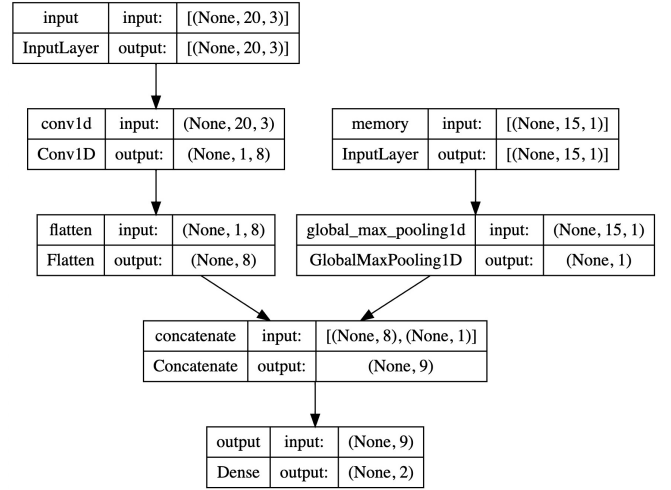 input input: [(None, 20, 3)]
InputLayer output: [(None, 20, 3)]
conv1d input: (None, 20, 3)
Conv1D output: (None, 1, 8)
memory input: [(None, 15, 1)]
InputLayer output: [(None, 15, 1)]
flatten input: (None, 1, 8)
Flatten output: (None, 8)
global_max_pooling1d input: (None, 15, 1)
GlobalMaxPooling1D output: (None, 1)
concatenate input: [(None, 8), (None, 1)]
Concatenate output: (None, 9)
output input: (None, 9)
Dense output: (None, 2)